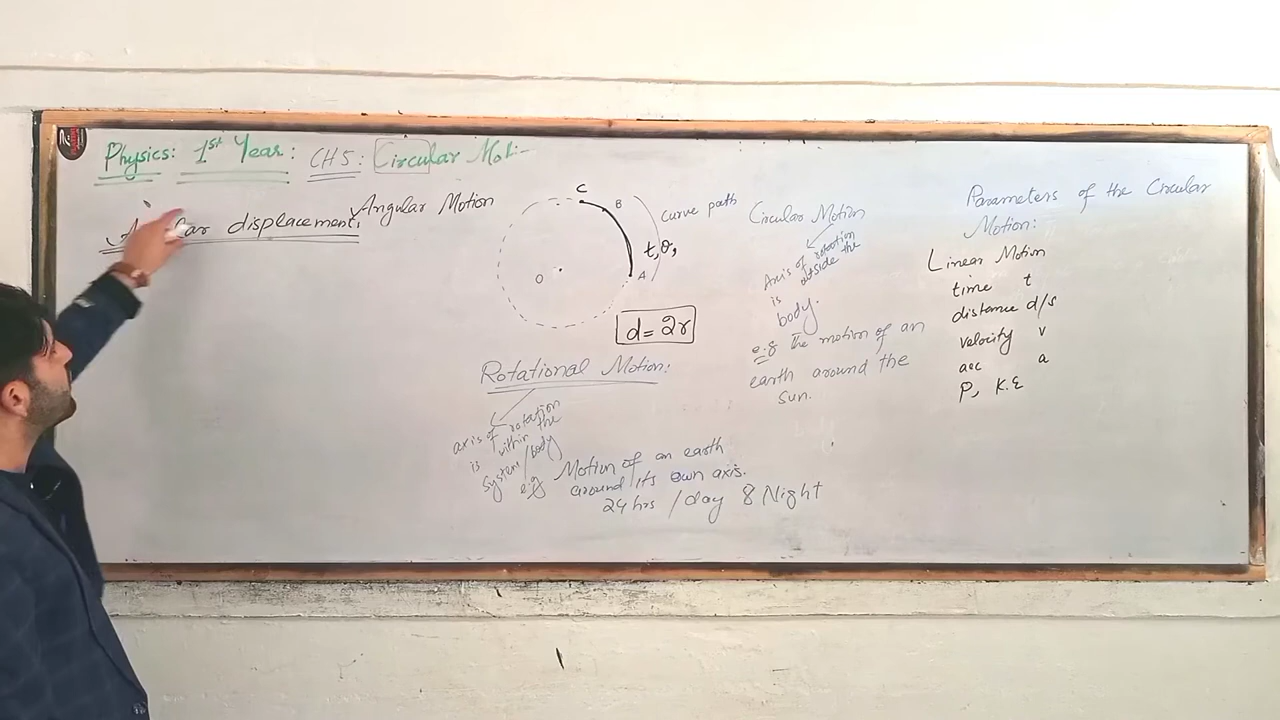 Physics: 1st Year: CH 5: Circular Moti
displacement:
Angular Motion
C
B
A
O
t, θ,
curve path
d = 2r
Circular Motion
Axis of rotation
is outside the
body.
e.g The motion of an
earth around the
sun.
Rotational Motion:
axis of rotation
is within the
system/body
e.g Motion of an earth
around its own axis.
24 hrs / day & Night
Parameters of the Circular
Motion:
Linear Motion
time t
distance d/s
velocity v
acc a
P, K.E